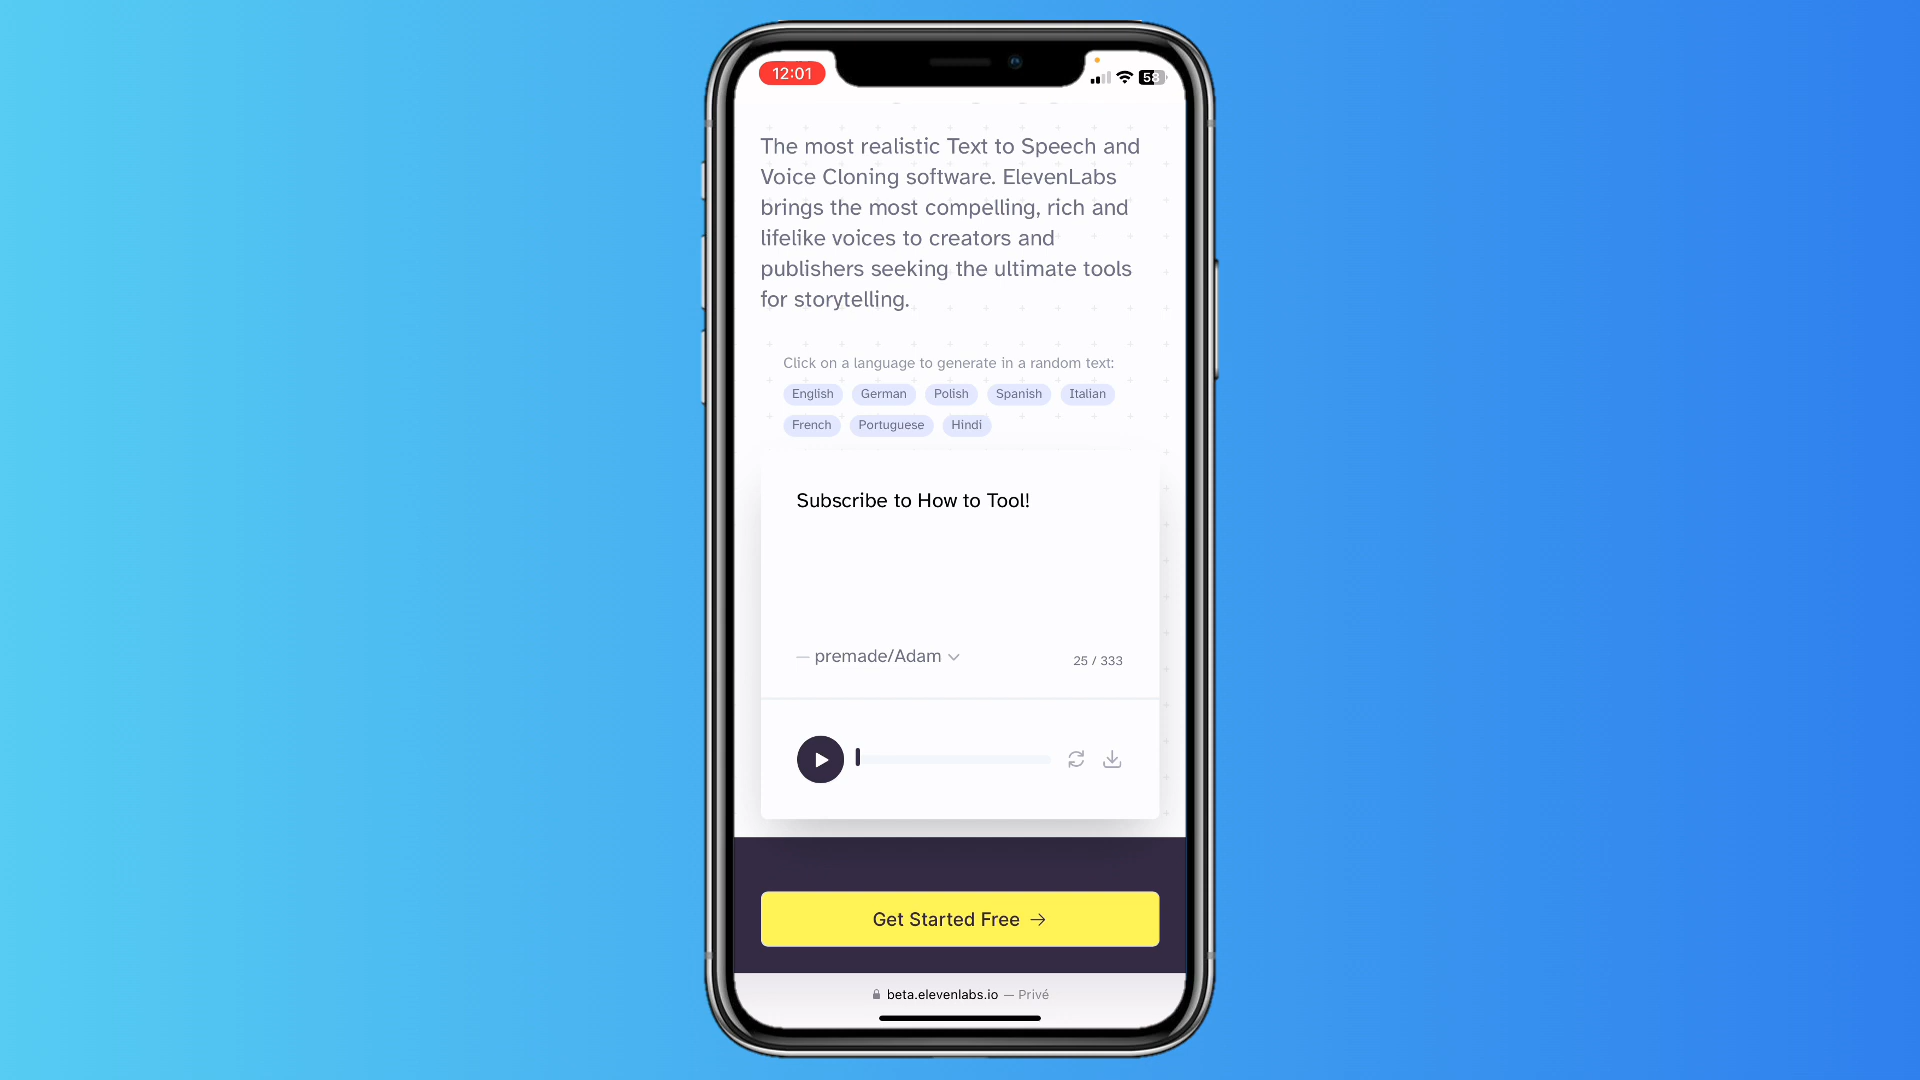 12:01
58
The most realistic Text to Speech and
Voice Cloning software. ElevenLabs
brings the most compelling, rich and
lifelike voices to creators and
publishers seeking the ultimate tools
for storytelling.
Click on a language to generate in a random text:
English German Polish Spanish Italian
French Portuguese Hindi
Subscribe to How to Tool!
— premade/Adam 25 / 333
Get Started Free →
beta.elevenlabs.io — Privé